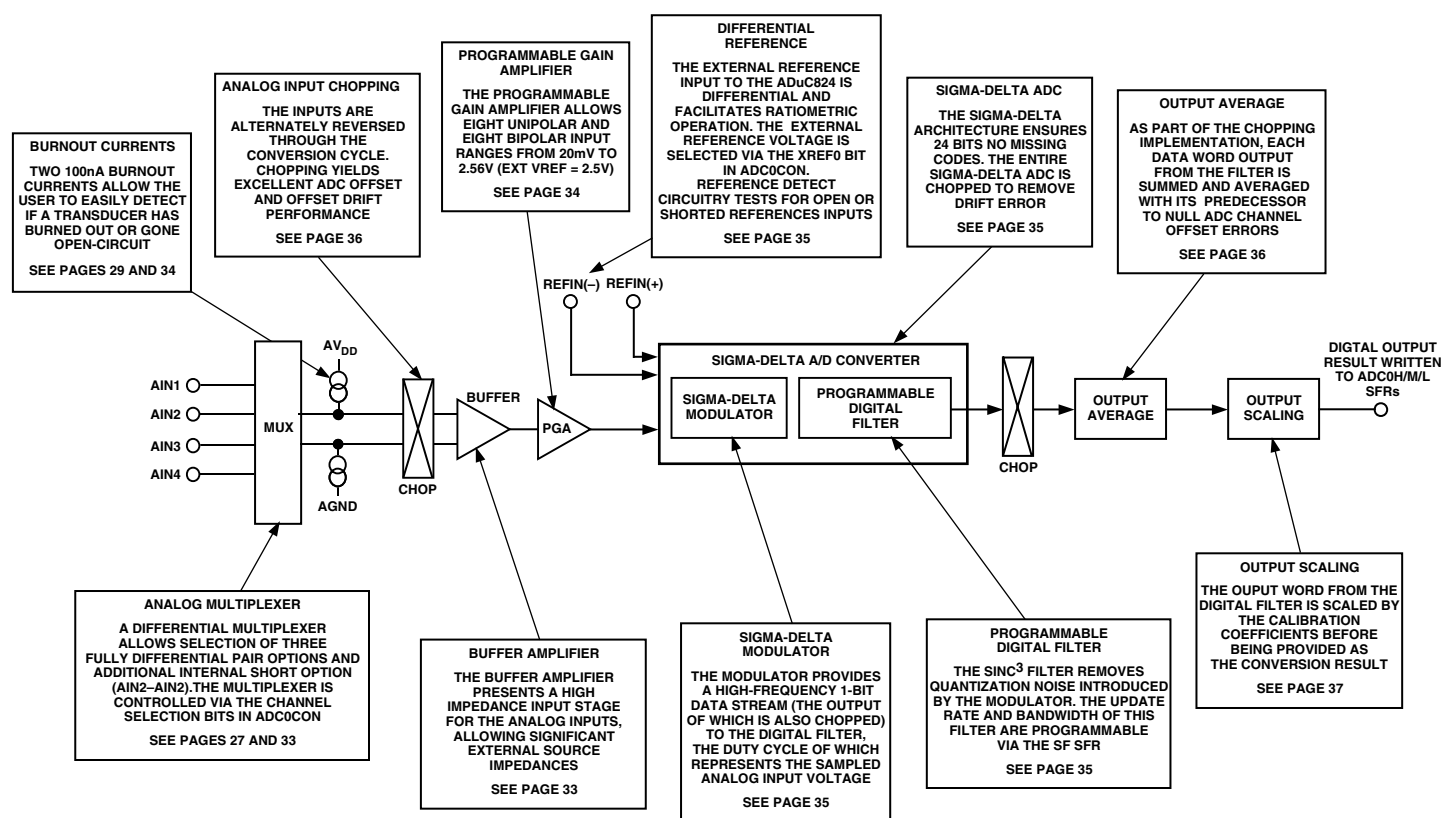 DIFFERENTIAL
REFERENCE
THE EXTERNAL REFERENCE
INPUT TO THE ADuC824 IS
DIFFERENTIAL AND
FACILITATES RATIOMETRIC
OPERATION. THE EXTERNAL
REFERENCE VOLTAGE IS
SELECTED VIA THE XREF0 BIT
IN ADC0CON.
REFERENCE DETECT
CIRCUITRY TESTS FOR OPEN OR
SHORTED REFERENCES INPUTS
SEE PAGE 35
PROGRAMMABLE GAIN
AMPLIFIER
THE PROGRAMMABLE
GAIN AMPLIFIER ALLOWS
EIGHT UNIPOLAR AND
EIGHT BIPOLAR INPUT
RANGES FROM 20mV TO
2.56V (EXT VREF = 2.5V)
SEE PAGE 34
ANALOG INPUT CHOPPING
THE INPUTS ARE
ALTERNATELY REVERSED
THROUGH THE
CONVERSION CYCLE.
CHOPPING YIELDS
EXCELLENT ADC OFFSET
AND OFFSET DRIFT
PERFORMANCE
SEE PAGE 36
BURNOUT CURRENTS
TWO 100nA BURNOUT
CURRENTS ALLOW THE
USER TO EASILY DETECT
IF A TRANSDUCER HAS
BURNED OUT OR GONE
OPEN-CIRCUIT
SEE PAGES 29 AND 34
SIGMA-DELTA ADC
THE SIGMA-DELTA
ARCHITECTURE ENSURES
24 BITS NO MISSING
CODES. THE ENTIRE
SIGMA-DELTA ADC IS
CHOPPED TO REMOVE
DRIFT ERROR
SEE PAGE 35
OUTPUT AVERAGE
AS PART OF THE CHOPPING
IMPLEMENTATION, EACH
DATA WORD OUTPUT
FROM THE FILTER IS
SUMMED AND AVERAGED
WITH ITS PREDECESSOR
TO NULL ADC CHANNEL
OFFSET ERRORS
SEE PAGE 36
REFIN(–)
REFIN(+)
AIN1
AIN2
AIN3
AIN4
MUX
AVDD
AGND
CHOP
BUFFER
PGA
SIGMA-DELTA A/D CONVERTER
SIGMA-DELTA
MODULATOR
PROGRAMMABLE
DIGITAL
FILTER
CHOP
OUTPUT
AVERAGE
OUTPUT
SCALING
DIGTAL OUTPUT
RESULT WRITTEN
TO ADC0H/M/L
SFRs
ANALOG MULTIPLEXER
A DIFFERENTIAL MULTIPLEXER
ALLOWS SELECTION OF THREE
FULLY DIFFERENTIAL PAIR OPTIONS AND
ADDITIONAL INTERNAL SHORT OPTION
(AIN2–AIN2).THE MULTIPLEXER IS
CONTROLLED VIA THE CHANNEL
SELECTION BITS IN ADC0CON
SEE PAGES 27 AND 33
BUFFER AMPLIFIER
THE BUFFER AMPLIFIER
PRESENTS A HIGH
IMPEDANCE INPUT STAGE
FOR THE ANALOG INPUTS,
ALLOWING SIGNIFICANT
EXTERNAL SOURCE
IMPEDANCES
SEE PAGE 33
SIGMA-DELTA
MODULATOR
THE MODULATOR PROVIDES
A HIGH-FREQUENCY 1-BIT
DATA STREAM (THE OUTPUT
OF WHICH IS ALSO CHOPPED)
TO THE DIGITAL FILTER,
THE DUTY CYCLE OF WHICH
REPRESENTS THE SAMPLED
ANALOG INPUT VOLTAGE
SEE PAGE 35
PROGRAMMABLE
DIGITAL FILTER
THE SINC3 FILTER REMOVES
QUANTIZATION NOISE INTRODUCED
BY THE MODULATOR. THE UPDATE
RATE AND BANDWIDTH OF THIS
FILTER ARE PROGRAMMABLE
VIA THE SF SFR
SEE PAGE 35
OUTPUT SCALING
THE OUPUT WORD FROM THE
DIGITAL FILTER IS SCALED BY
THE CALIBRATION
COEFFICIENTS BEFORE
BEING PROVIDED AS
THE CONVERSION RESULT
SEE PAGE 37